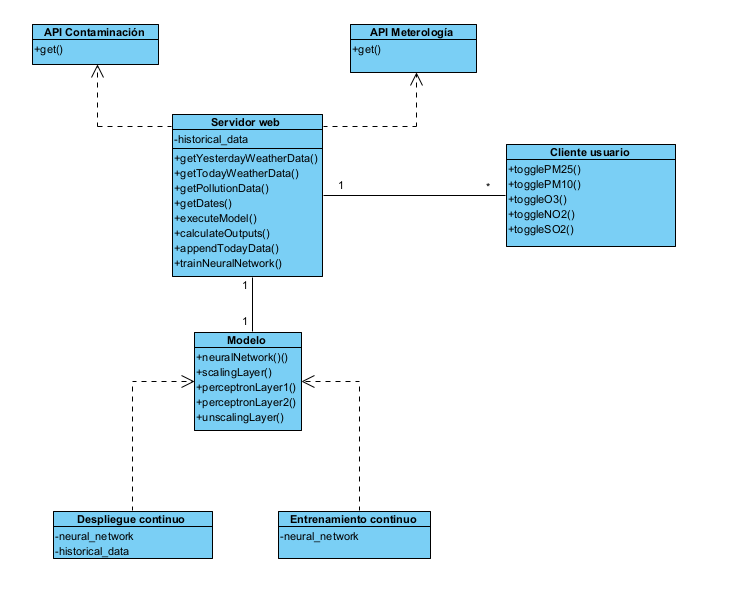 API Contaminación
+get()
API Meterología
+get()
Servidor web
-historical_data
+getYesterdayWeatherData()
+getTodayWeatherData()
+getPollutionData()
+getDates()
+executeModel()
+calculateOutputs()
+appendTodayData()
+trainNeuralNetwork()
1
*
Cliente usuario
+togglePM25()
+togglePM10()
+toggleO3()
+toggleNO2()
+toggleSO2()
1
1
Modelo
+neuralNetwork()()
+scalingLayer()
+perceptronLayer1()
+perceptronLayer2()
+unscalingLayer()
Despliegue continuo
-neural_network
-historical_data
Entrenamiento continuo
-neural_network